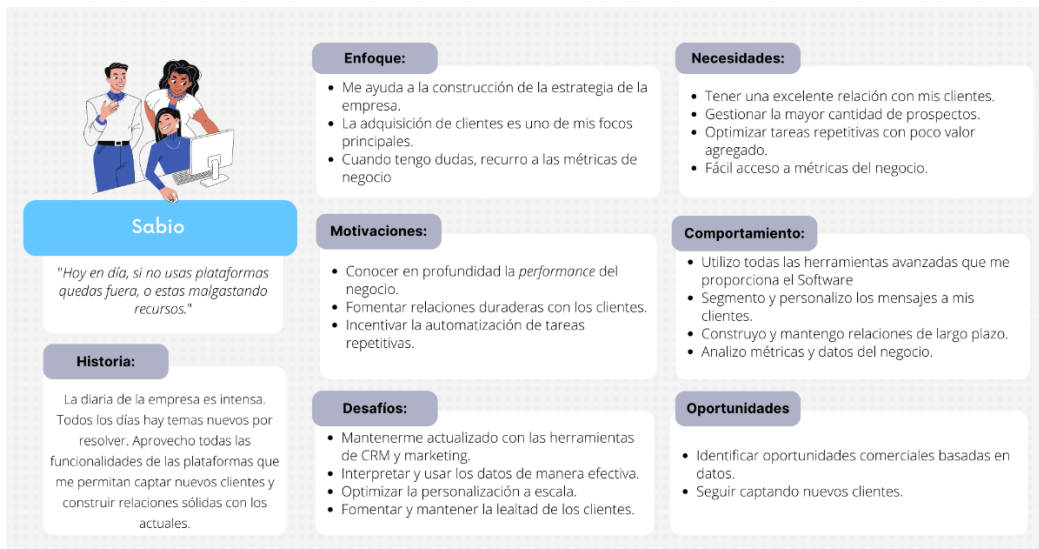 Sabio
"Hoy en día, si no usas plataformas
quedas fuera, o estas malgastando
recursos."
Historia:
La diaria de la empresa es intensa.
Todos los días hay temas nuevos por
resolver. Aprovecho todas las
funcionalidades de las plataformas que
me permitan captar nuevos clientes y
construir relaciones sólidas con los
actuales.
Enfoque:
• Me ayuda a la construcción de la estrategia de la
empresa.
• La adquisición de clientes es uno de mis focos
principales.
• Cuando tengo dudas, recurro a las métricas de
negocio
Motivaciones:
• Conocer en profundidad la performance del
negocio.
• Fomentar relaciones duraderas con los clientes.
• Incentivar la automatización de tareas
repetitivas.
Desafíos:
• Mantenerme actualizado con las herramientas
de CRM y marketing.
• Interpretar y usar los datos de manera efectiva.
• Optimizar la personalización a escala.
• Fomentar y mantener la lealtad de los clientes.
Necesidades:
• Tener una excelente relación con mis clientes.
• Gestionar la mayor cantidad de prospectos.
• Optimizar tareas repetitivas con poco valor
agregado.
• Fácil acceso a métricas del negocio.
Comportamiento:
• Utilizo todas las herramientas avanzadas que me
proporciona el Software
• Segmento y personalizo los mensajes a mis
clientes.
• Construyo y mantengo relaciones de largo plazo.
• Analizo métricas y datos del negocio.
Oportunidades
• Identificar oportunidades comerciales basadas en
datos.
• Seguir captando nuevos clientes.